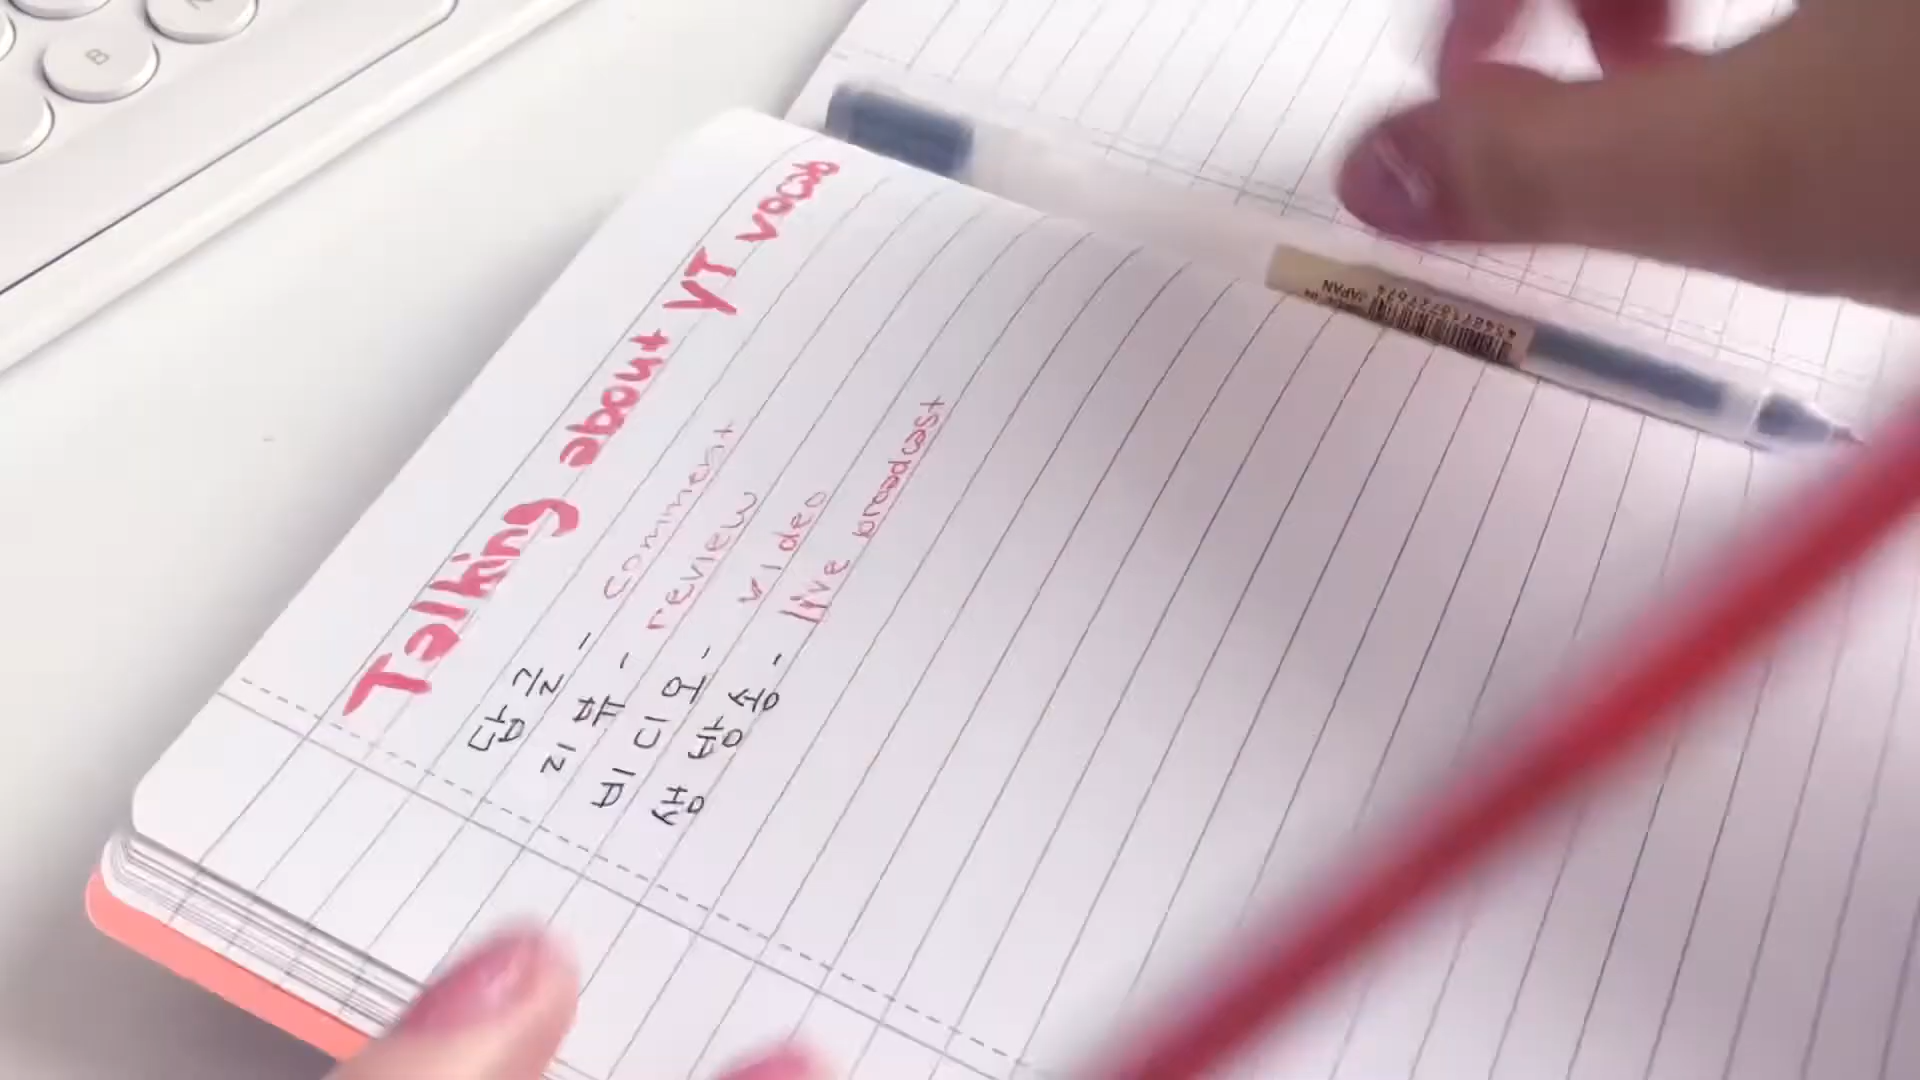 Talking about YT vocab
답글 - comment
리뷰 - review
비디오 - video
생방송 - live broadcast
JAPAN
B